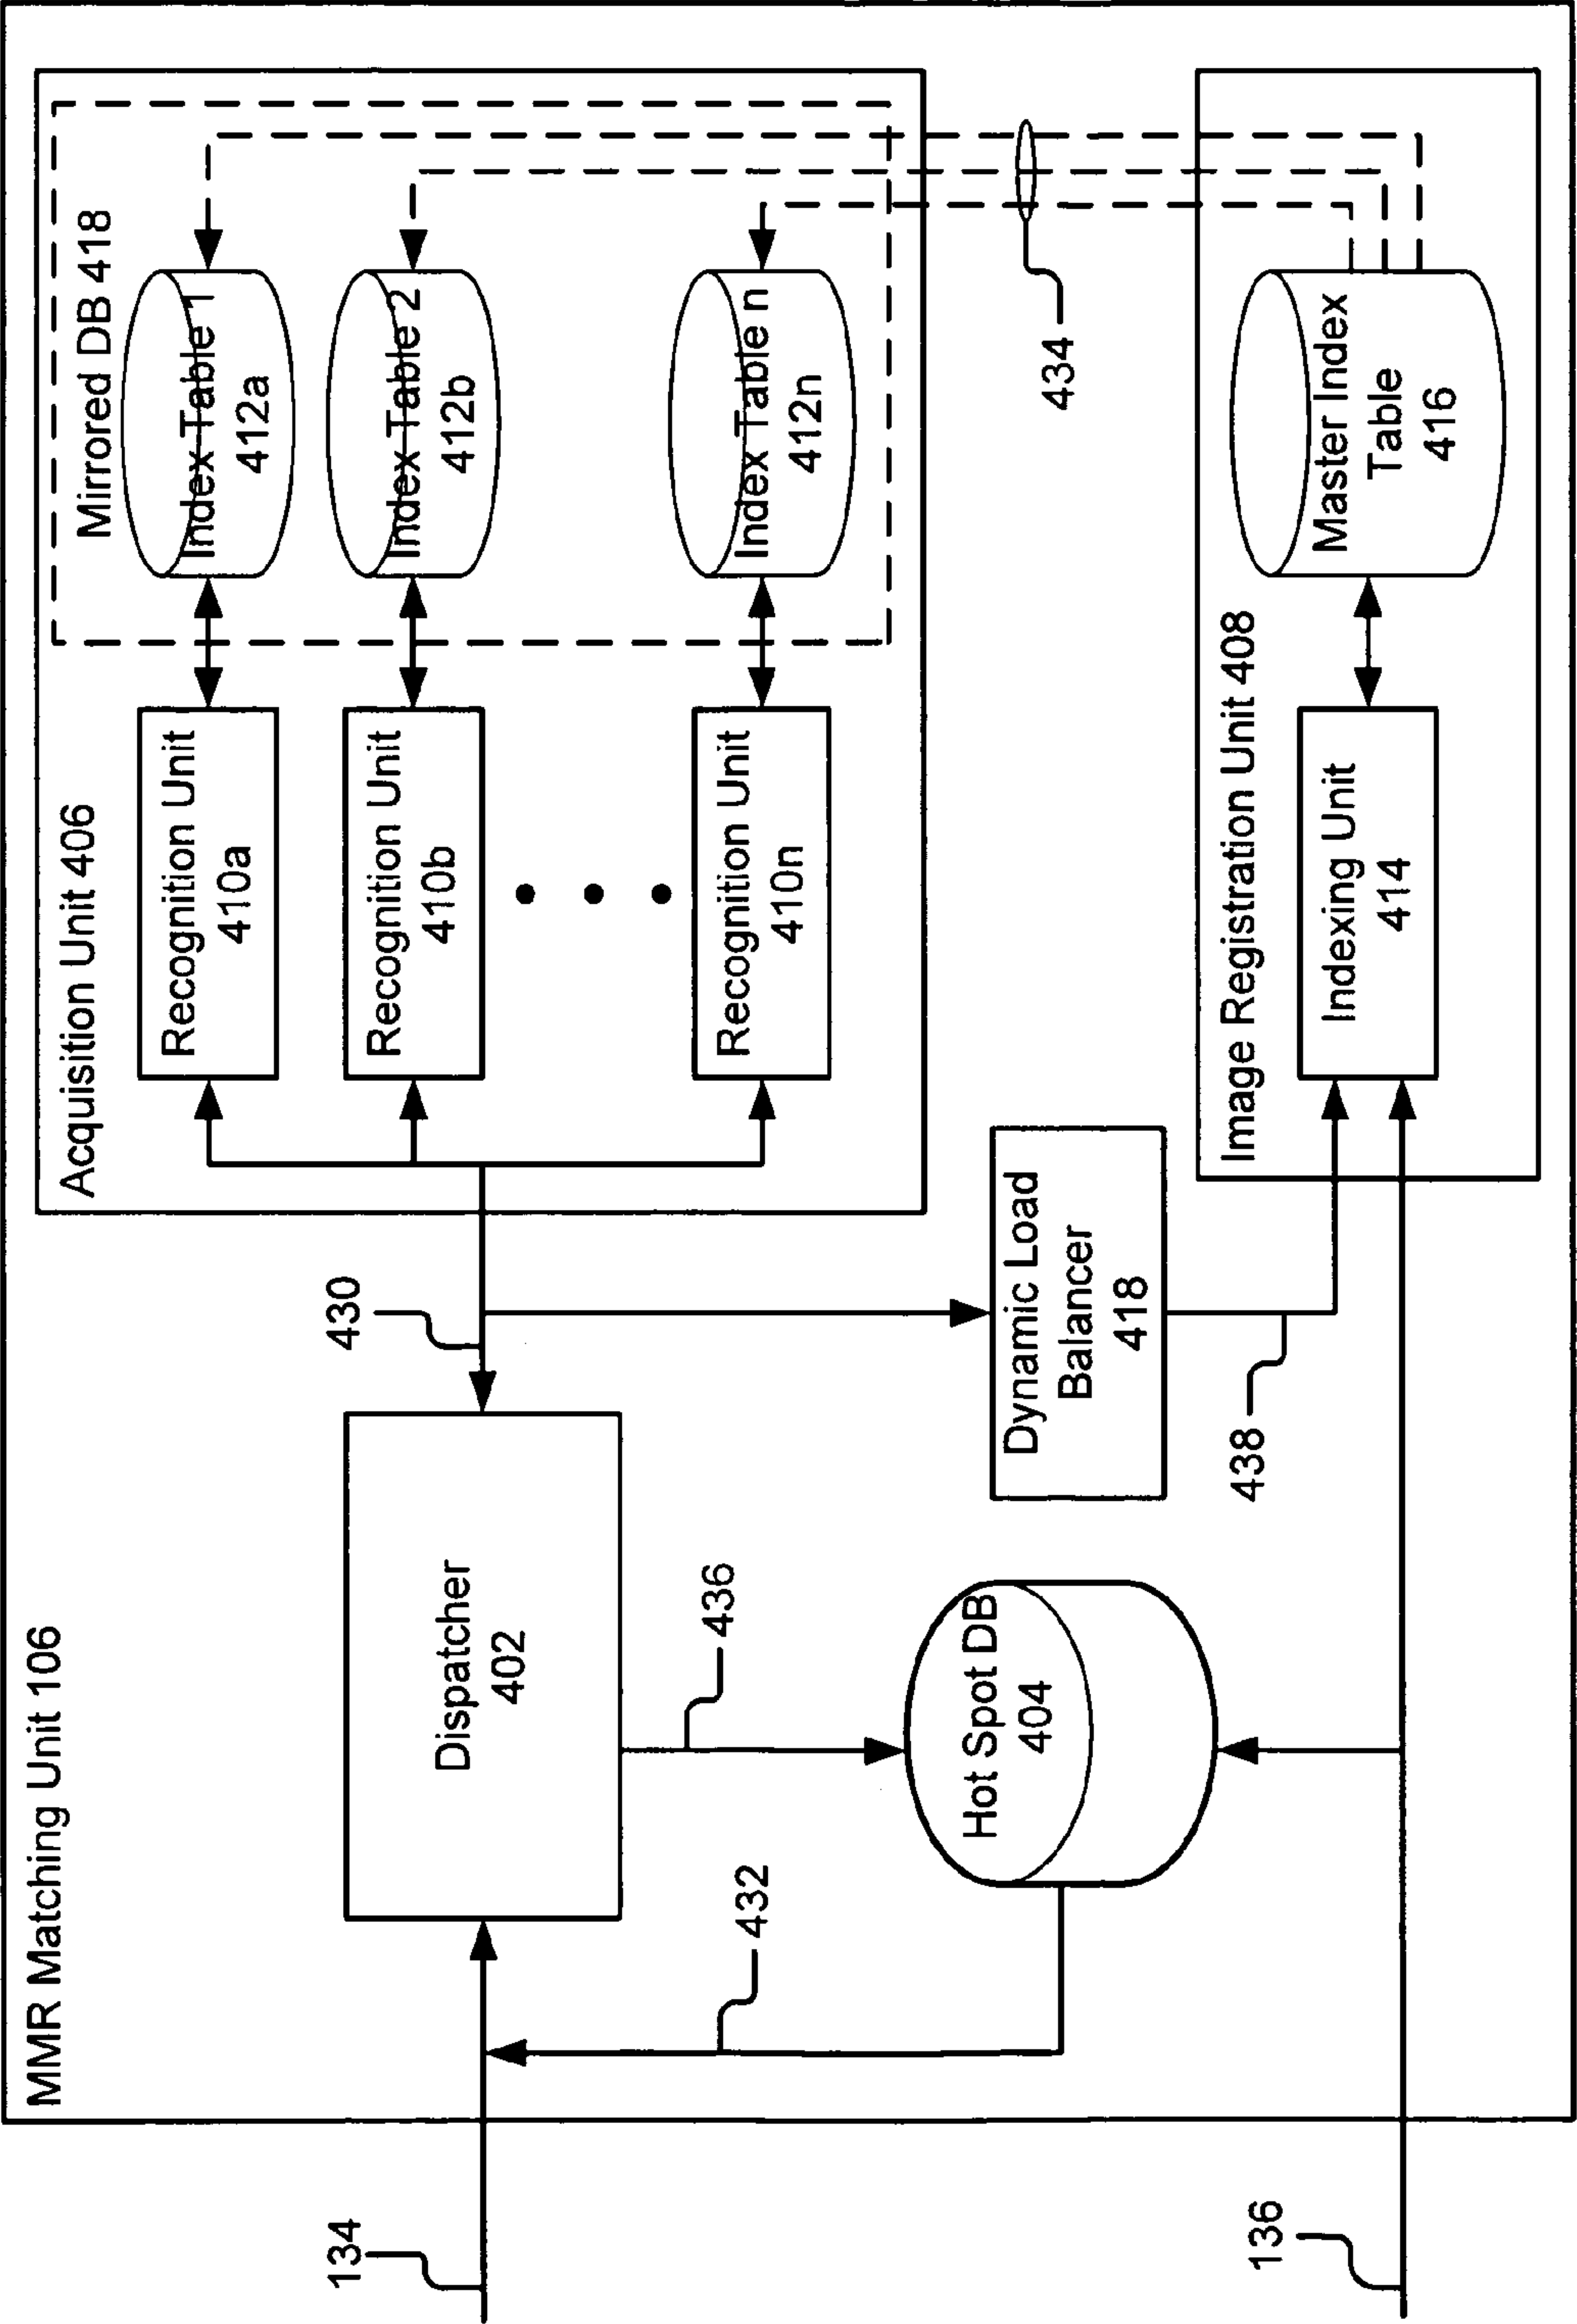 MMR Matching Unit 106
134
Dispatcher
402
432
436
Hot Spot DB
404
136
430
Dynamic Load
Balancer
418
438
Acquisition Unit 406
Recognition Unit
410a
Recognition Unit
410b
Recognition Unit
410n
Mirrored DB 418
Index Table 1
412a
Index Table 2
412b
Index Table n
412n
434
Image Registration Unit 408
Indexing Unit
414
Master Index
Table
416